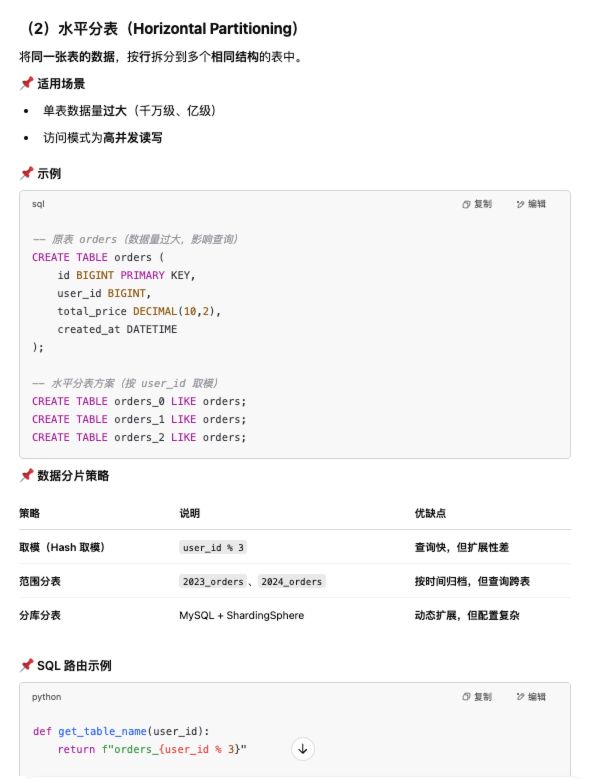 （2）水平分表（Horizontal Partitioning）
将同一张表的数据，按行拆分到多个相同结构的表中。
📌 适用场景
• 单表数据量过大（千万级、亿级）
• 访问模式为高并发读写
📌 示例
sql 复制 编辑
-- 原表 orders（数据量过大，影响查询）
CREATE TABLE orders (
    id BIGINT PRIMARY KEY,
    user_id BIGINT,
    total_price DECIMAL(10,2),
    created_at DATETIME
);
-- 水平分表方案（按 user_id 取模）
CREATE TABLE orders_0 LIKE orders;
CREATE TABLE orders_1 LIKE orders;
CREATE TABLE orders_2 LIKE orders;
📌 数据分片策略
策略 说明 优缺点
取模（Hash 取模） user_id % 3 查询快，但扩展性差
范围分表 2023_orders、2024_orders 按时间归档，但查询跨表
分库分表 MySQL + ShardingSphere 动态扩展，但配置复杂
📌 SQL 路由示例
python 复制 编辑
def get_table_name(user_id):
    return f"orders_{user_id % 3}"